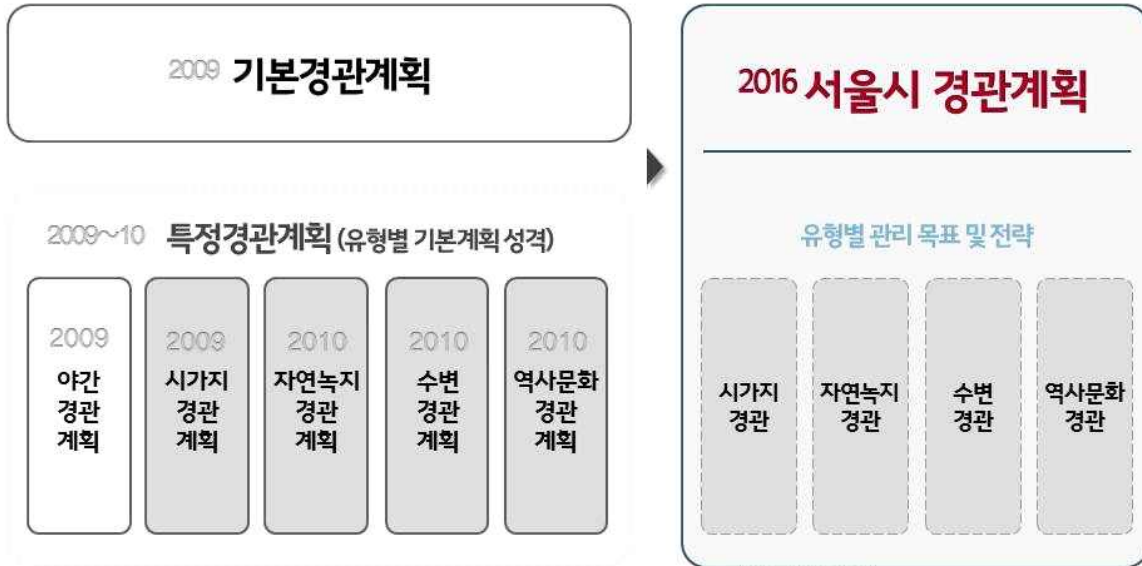 2009 기본경관계획
2009~10 특정경관계획 (유형별 기본계획 성격)
2009
야간
경관
계획
2009
시가지
경관
계획
2010
자연녹지
경관
계획
2010
수변
경관
계획
2010
역사문화
경관
계획
2016 서울시 경관계획
유형별 관리 목표 및 전략
시가지
경관
자연녹지
경관
수변
경관
역사문화
경관